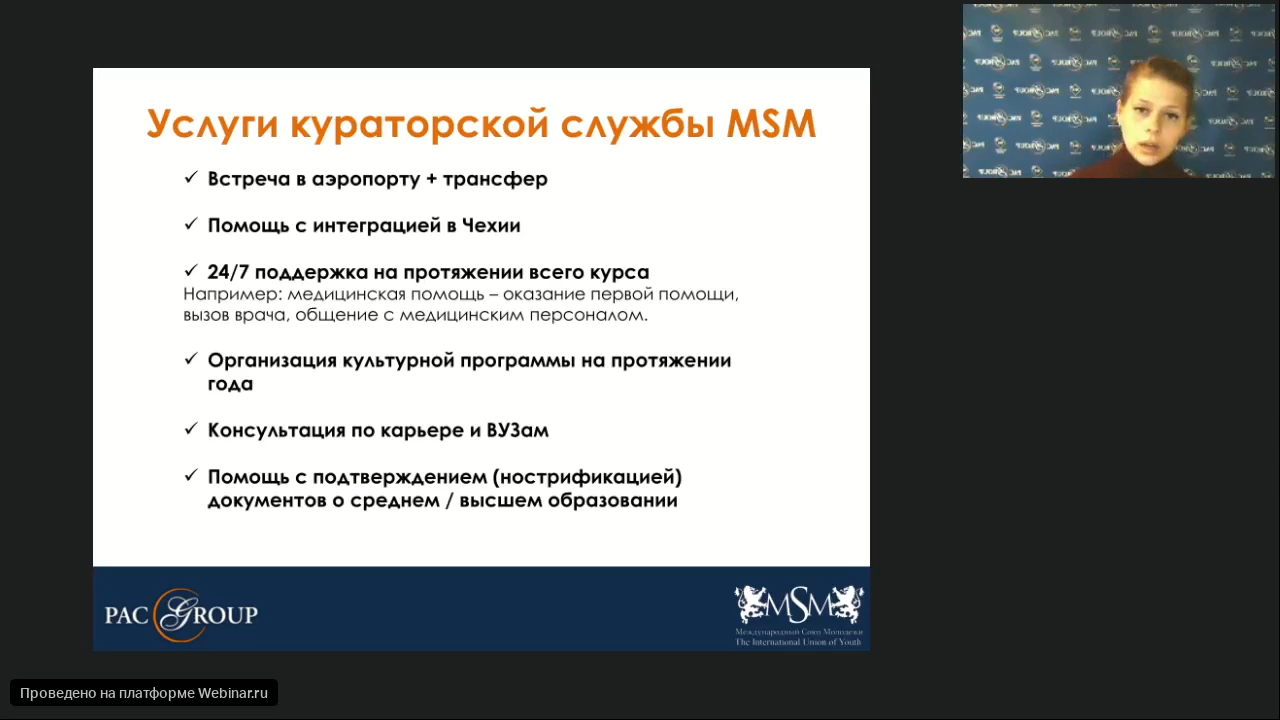 Услуги кураторской службы MSM
✓ Встреча в аэропорту + трансфер
✓ Помощь с интеграцией в Чехии
✓ 24/7 поддержка на протяжении всего курса
Например: медицинская помощь – оказание первой помощи,
вызов врача, общение с медицинским персоналом.
✓ Организация культурной программы на протяжении
года
✓ Консультация по карьере и ВУЗам
✓ Помощь с подтверждением (нострификацией)
документов о среднем / высшем образовании
PAC GROUP
MSM
Международный Союз Молодежи
The International Union of Youth
Проведено на платформе Webinar.ru